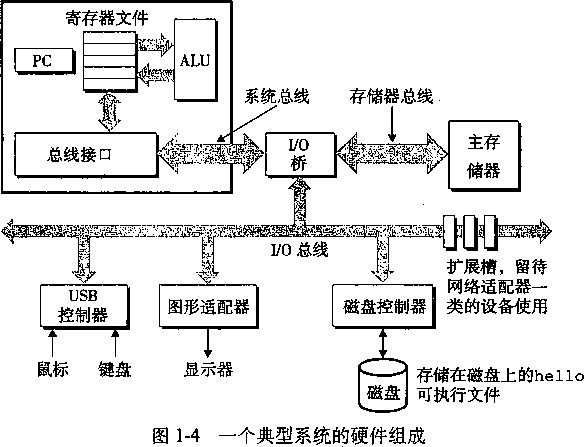 寄存器文件
PC
ALU
系统总线
存储器总线
总线接口
I/O
桥
主存
储器
I/O 总线
扩展槽，留待
网络适配器一
类的设备使用
USB
控制器
图形适配器
磁盘控制器
鼠标
键盘
显示器
磁盘
存储在磁盘上的hello
可执行文件
图 1-4 一个典型系统的硬件组成